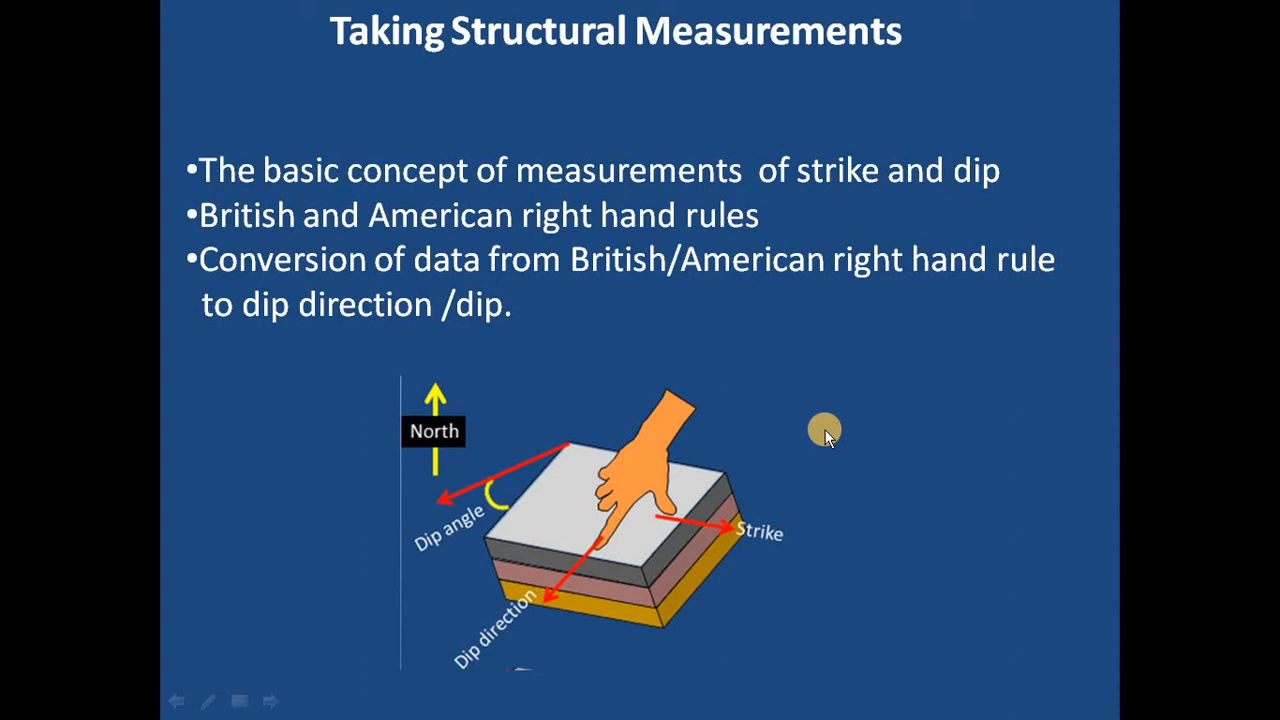 Taking Structural Measurements
•The basic concept of measurements  of strike and dip
•British and American right hand rules
•Conversion of data from British/American right hand rule
to dip direction /dip.
North
Dip angle
Strike
Dip direction